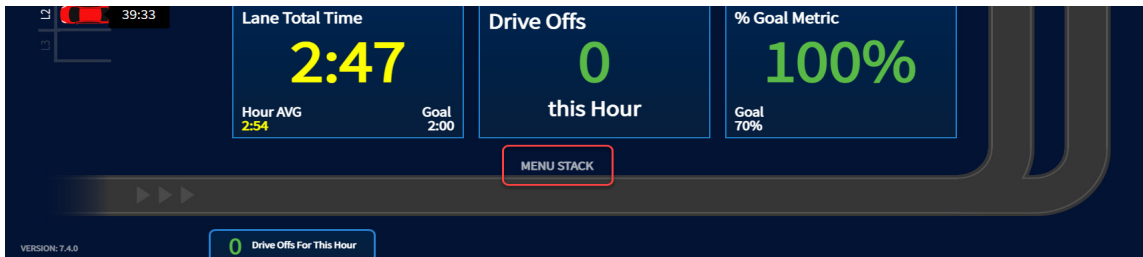 L2
39:33
L3
Lane Total Time
2:47
Hour AVG
2:54
Goal
2:00
Drive Offs
0
this Hour
% Goal Metric
100%
Goal
70%
MENU STACK
VERSION: 7.4.0
0 Drive Offs For This Hour